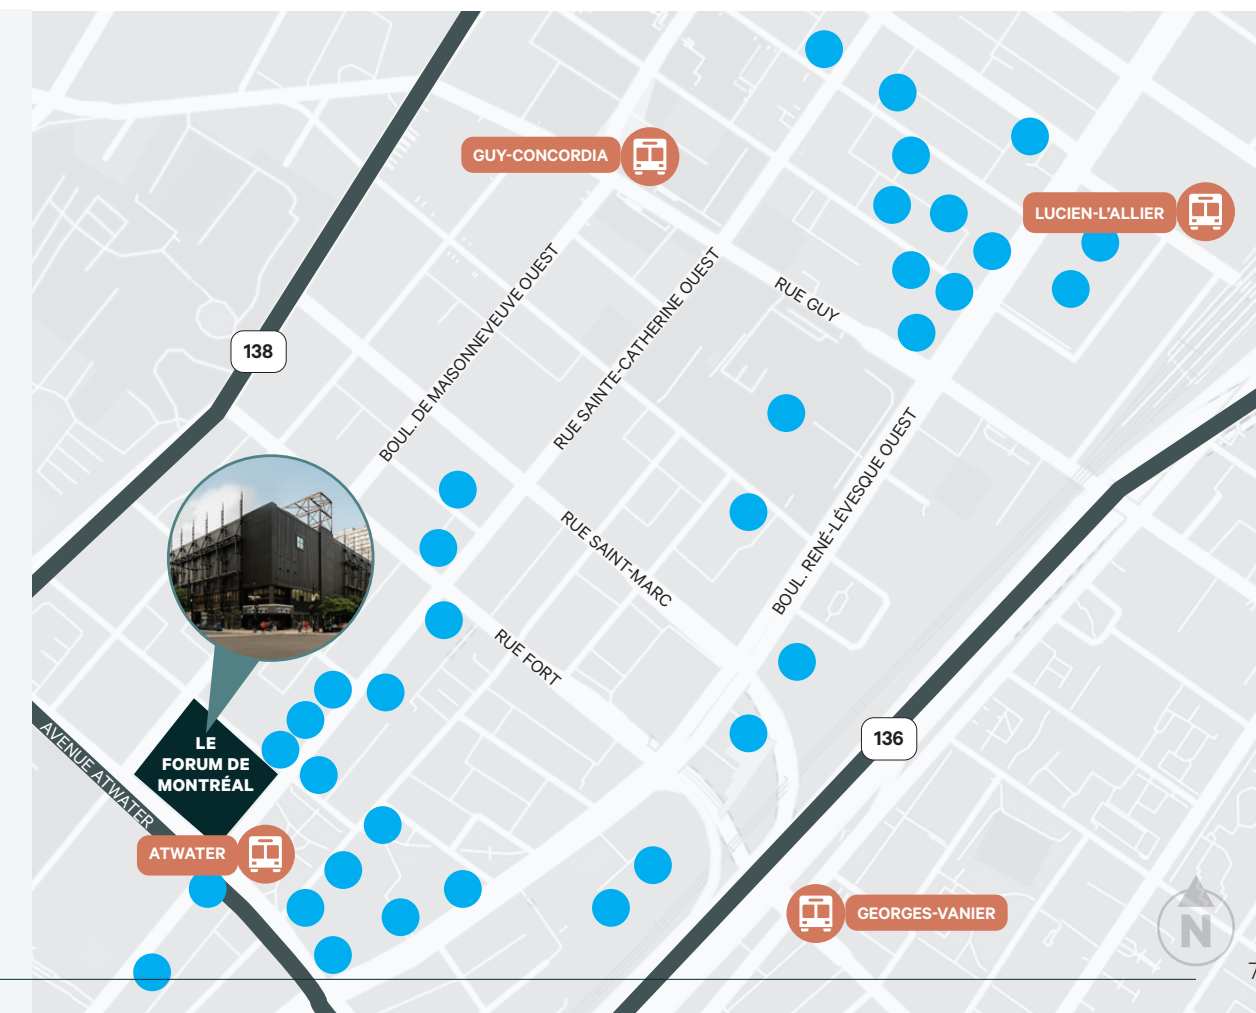 GUY-CONCORDIA
LUCIEN-L'ALLIER
RUE GUY
BOUL. DE MAISONNEUVE OUEST
RUE SAINTE-CATHERINE OUEST
138
BOUL. RENÉ-LÉVESQUE OUEST
RUE SAINT-MARC
RUE FORT
LE
FORUM DE
MONTRÉAL
AVENUE ATWATER
136
ATWATER
GEORGES-VANIER
N
7